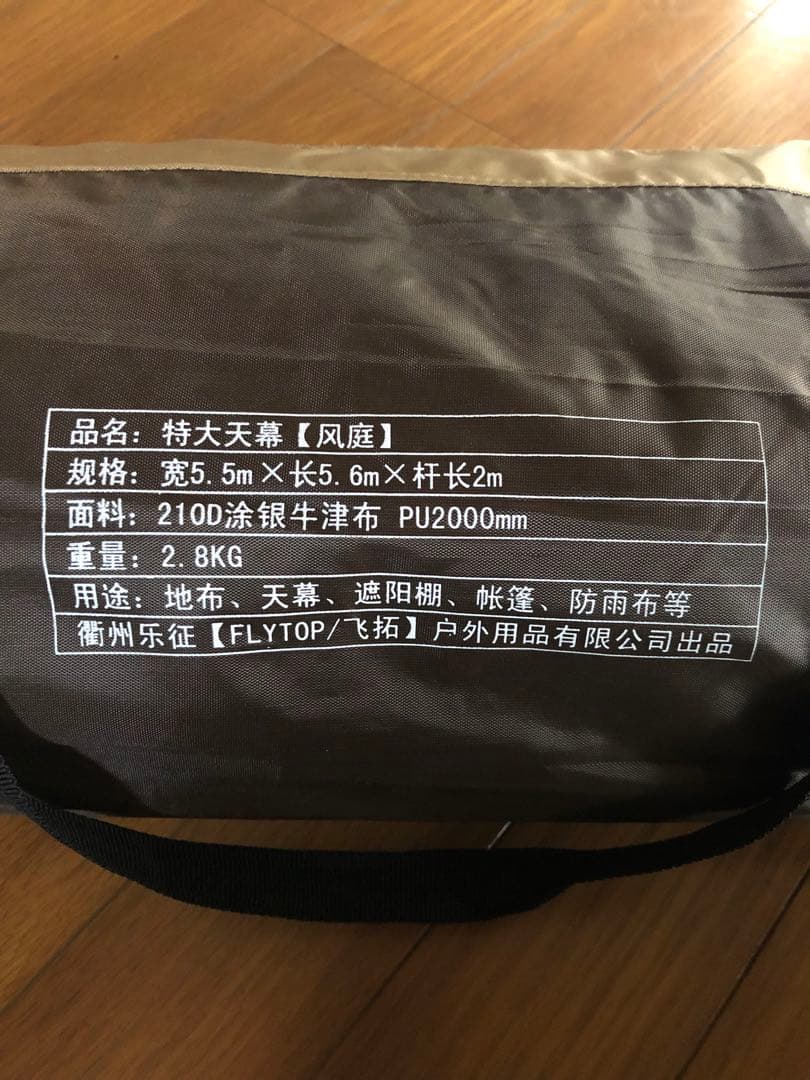 品名：特大天幕【风庭】
规格：宽5.5m×长5.6m×杆长2m
面料：210D涂银牛津布 PU2000mm
重量：2.8KG
用途：地布、天幕、遮阳棚、帐篷、防雨布等
衢州乐征【FLYTOP/飞拓】户外用品有限公司出品